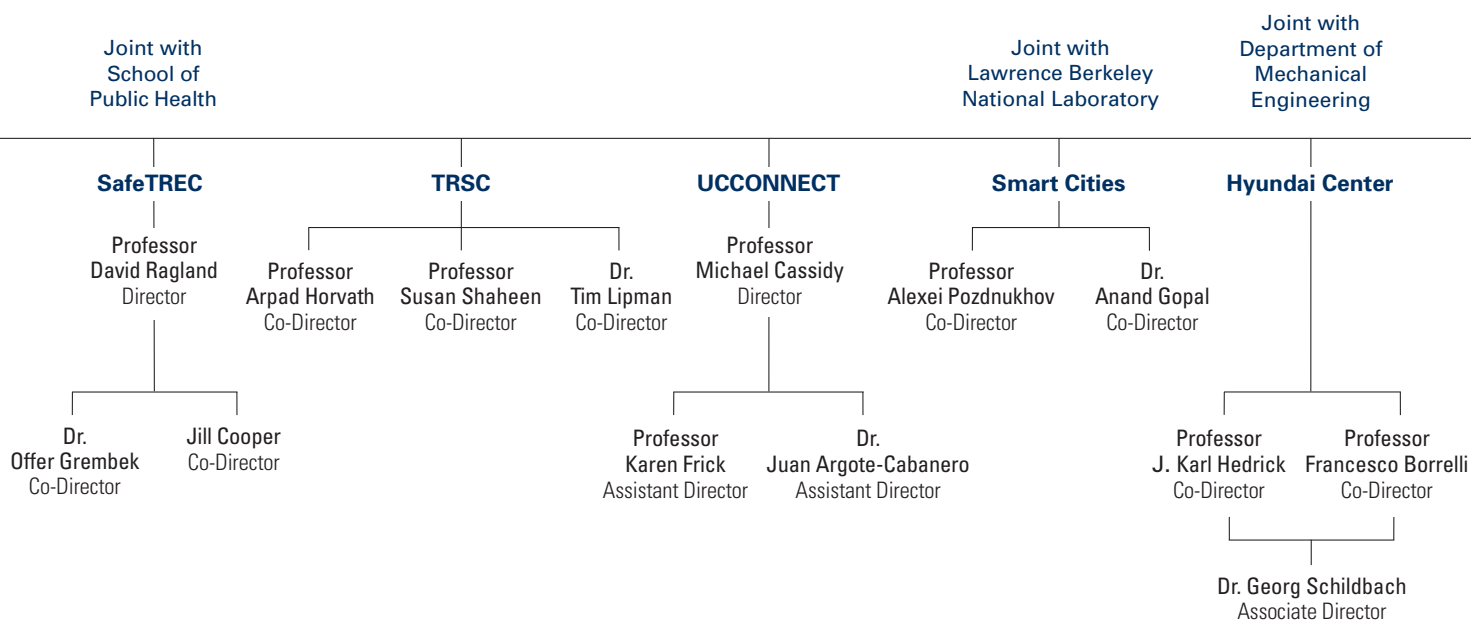 Joint with
School of
Public Health
Joint with
Lawrence Berkeley
National Laboratory
Joint with
Department of
Mechanical
Engineering
SafeTREC
TRSC
UCCONNECT
Smart Cities
Hyundai Center
Professor
David Ragland
Director
Dr.
Offer Grembek
Co-Director
Jill Cooper
Co-Director
Professor
Arpad Horvath
Co-Director
Professor
Susan Shaheen
Co-Director
Dr.
Tim Lipman
Co-Director
Professor
Michael Cassidy
Director
Professor
Karen Frick
Assistant Director
Dr.
Juan Argote-Cabanero
Assistant Director
Professor
Alexei Pozdnukhov
Co-Director
Dr.
Anand Gopal
Co-Director
Professor
J. Karl Hedrick
Co-Director
Professor
Francesco Borrelli
Co-Director
Dr. Georg Schildbach
Associate Director